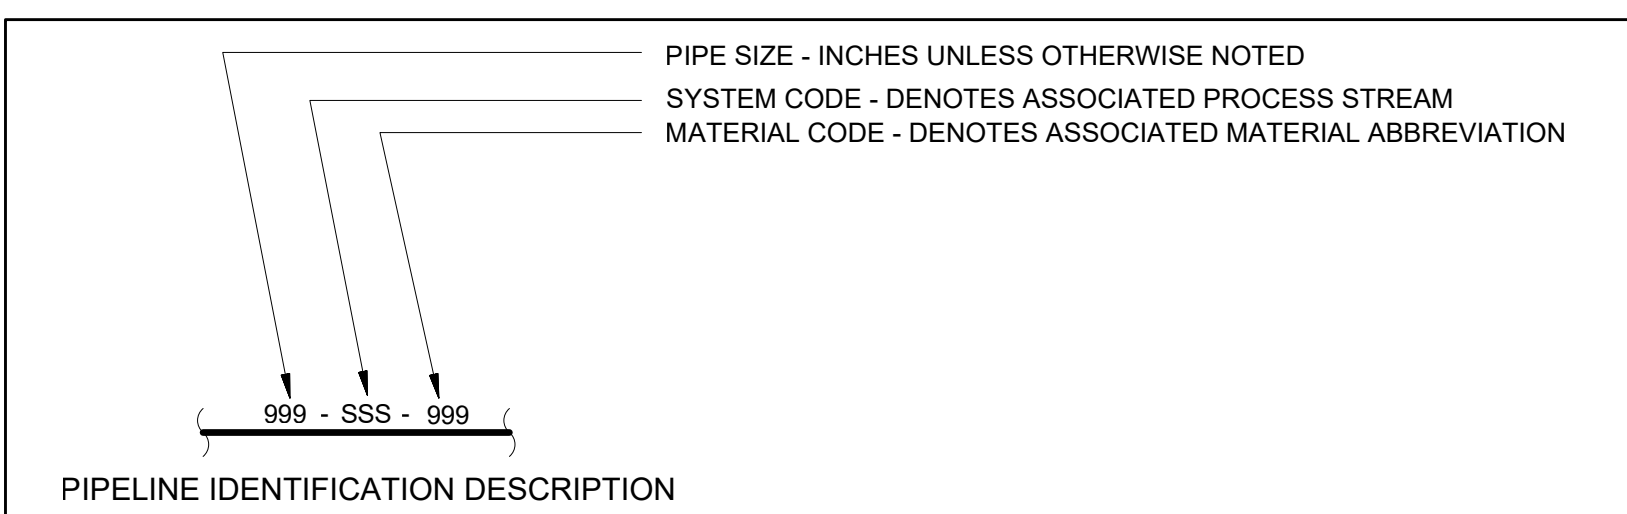 PIPE SIZE - INCHES UNLESS OTHERWISE NOTED
SYSTEM CODE - DENOTES ASSOCIATED PROCESS STREAM
MATERIAL CODE - DENOTES ASSOCIATED MATERIAL ABBREVIATION
999 - SSS - 999
PIPELINE IDENTIFICATION DESCRIPTION